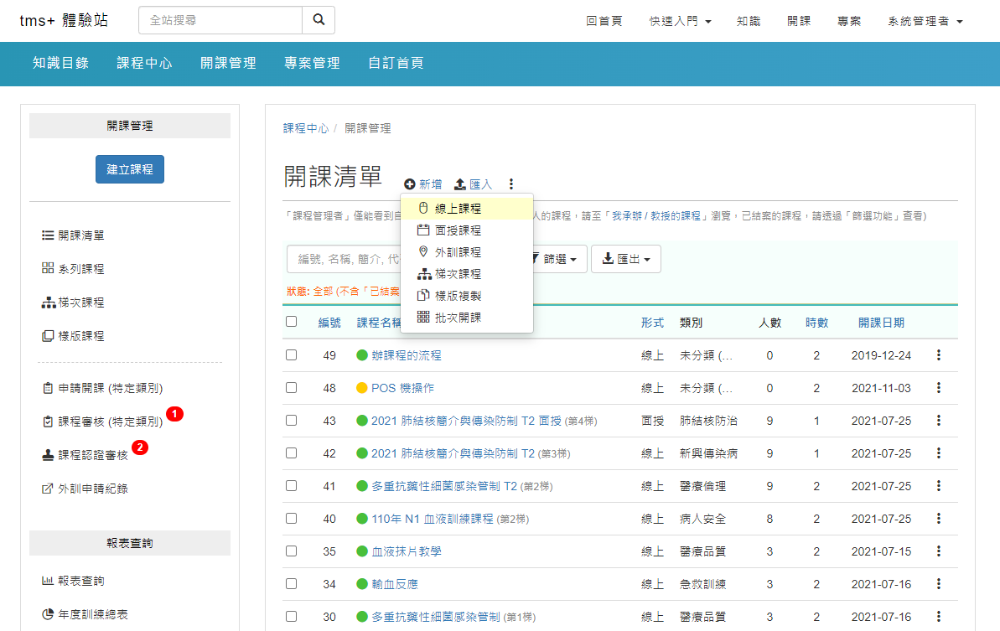 tms+ 體驗站
全站搜尋
回首頁 快速入門 知識 開課 專案 系統管理者
知識目錄 課程中心 開課管理 專案管理 自訂首頁
開課管理
建立課程
開課清單
系列課程
梯次課程
樣版課程
申請開課 (特定類別)
課程審核 (特定類別) 1
課程認證審核 2
外訓申請紀錄
報表查詢
報表查詢
年度訓練總表
課程中心 / 開課管理
開課清單 新增 匯入
線上課程
面授課程
外訓課程
梯次課程
樣版複製
批次開課
「課程管理者」僅能看到自 人的課程，請至「我承辦 / 教授的課程」瀏覽，已結案的課程，請透過「篩選功能」查看)
編號, 名稱, 簡介, 代 篩選 匯出
狀態: 全部 (不含「已結案
編號 課程名稱 形式 類別 人數 時數 開課日期
49 辦課程的流程 線上 未分類 (... 0 2 2019-12-24
48 POS 機操作 線上 未分類 (... 0 2 2021-11-03
43 2021 肺結核簡介與傳染防制 T2 面授 (第4梯) 面授 肺結核防治 9 1 2021-07-25
42 2021 肺結核簡介與傳染防制 T2 (第3梯) 線上 新興傳染病 9 1 2021-07-25
41 多重抗藥性細菌感染管制 T2 (第2梯) 線上 醫療倫理 9 2 2021-07-25
40 110年 N1 血液訓練課程 (第2梯) 線上 病人安全 8 2 2021-07-25
35 血液抹片教學 線上 醫療品質 3 2 2021-07-15
34 輸血反應 線上 急救訓練 3 2 2021-07-16
30 多重抗藥性細菌感染管制 (第1梯) 線上 醫療品質 3 2 2021-07-16